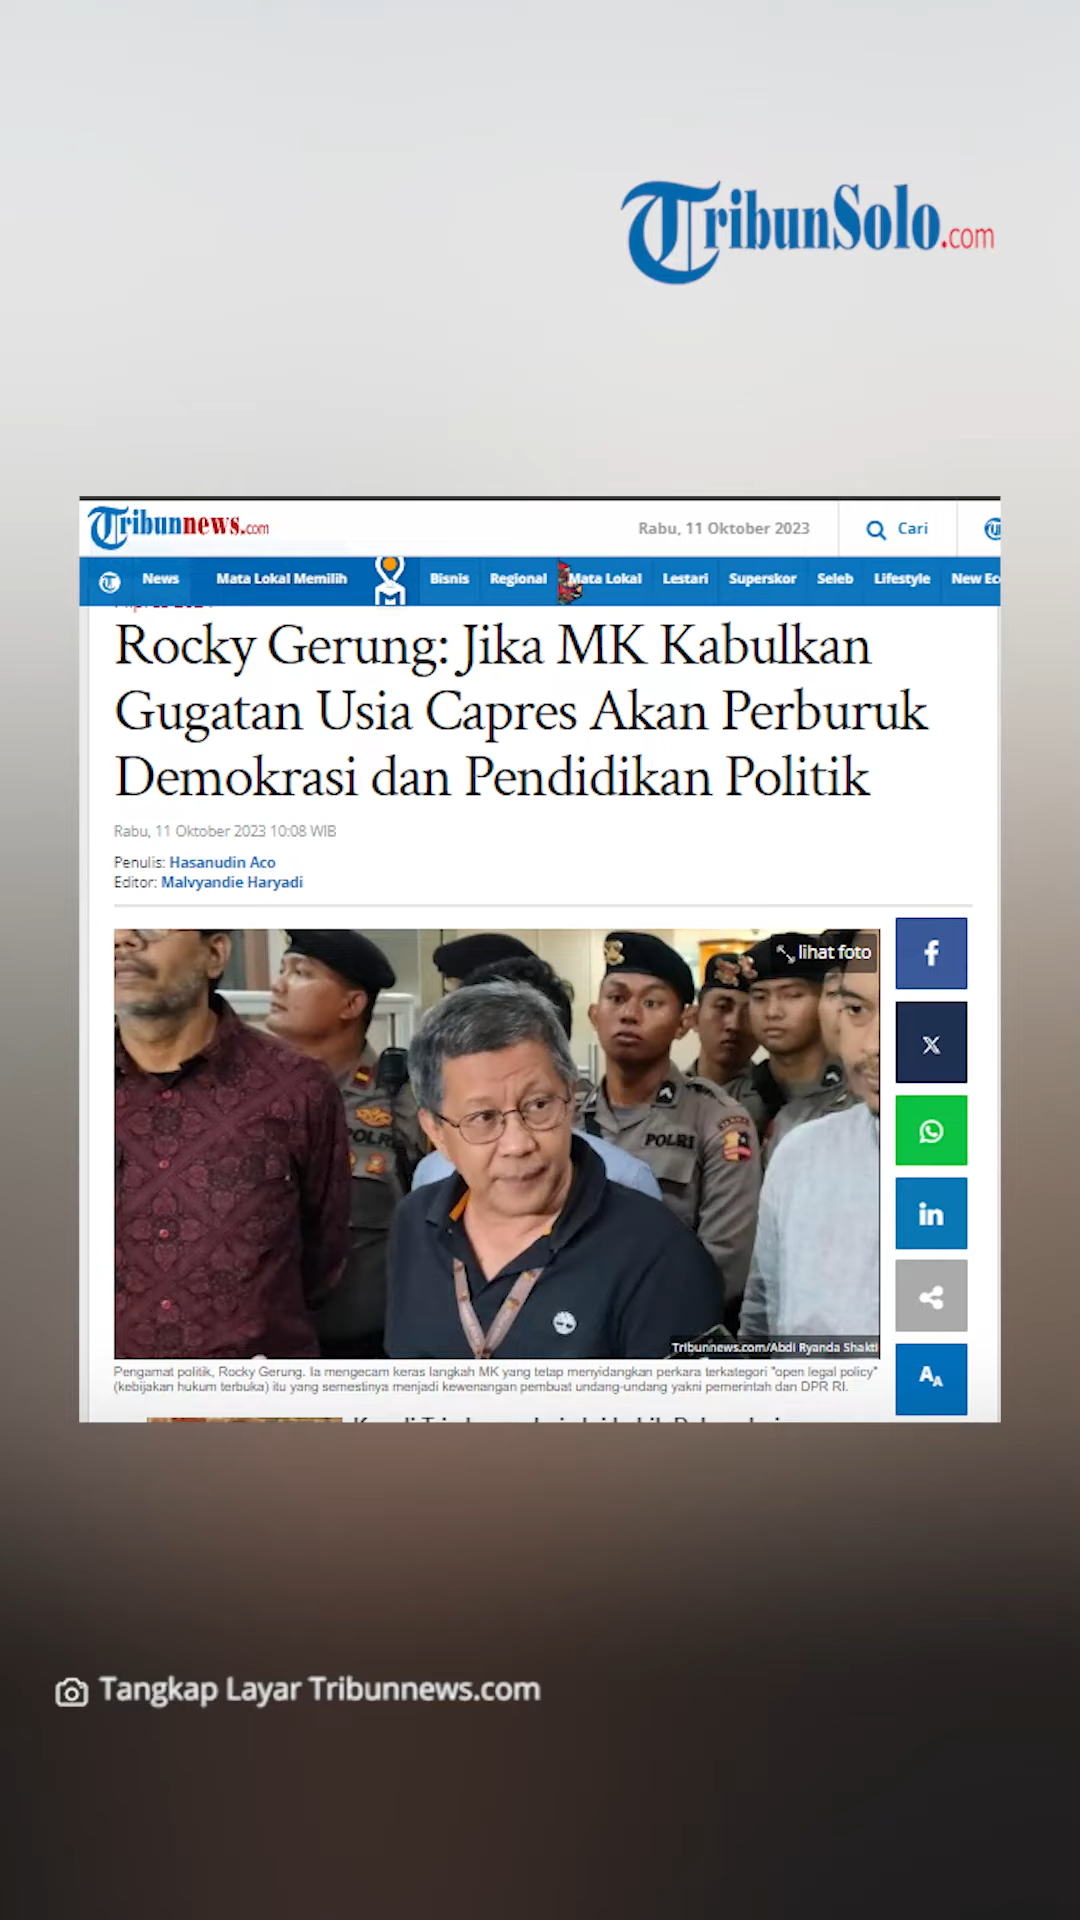 TribunSolo.com
Tribunnews.com
Rabu, 11 Oktober 2023
Cari
News
Mata Lokal Memilih
Bisnis
Regional
Mata Lokal
Lestari
Superskor
Seleb
Lifestyle
New Ec
Rocky Gerung: Jika MK Kabulkan
Gugatan Usia Capres Akan Perburuk
Demokrasi dan Pendidikan Politik
Rabu, 11 Oktober 2023 10:08 WIB
Penulis: Hasanudin Aco
Editor: Malvyandie Haryadi
lihat foto
POLRI
POLRI
Tribunnews.com/Abdi Ryanda Shakti
Pengamat politik, Rocky Gerung. Ia mengecam keras langkah MK yang tetap menyidangkan perkara terkategori "open legal policy"
(kebijakan hukum terbuka) itu yang semestinya menjadi kewenangan pembuat undang-undang yakni pemerintah dan DPR RI.
Tangkap Layar Tribunnews.com